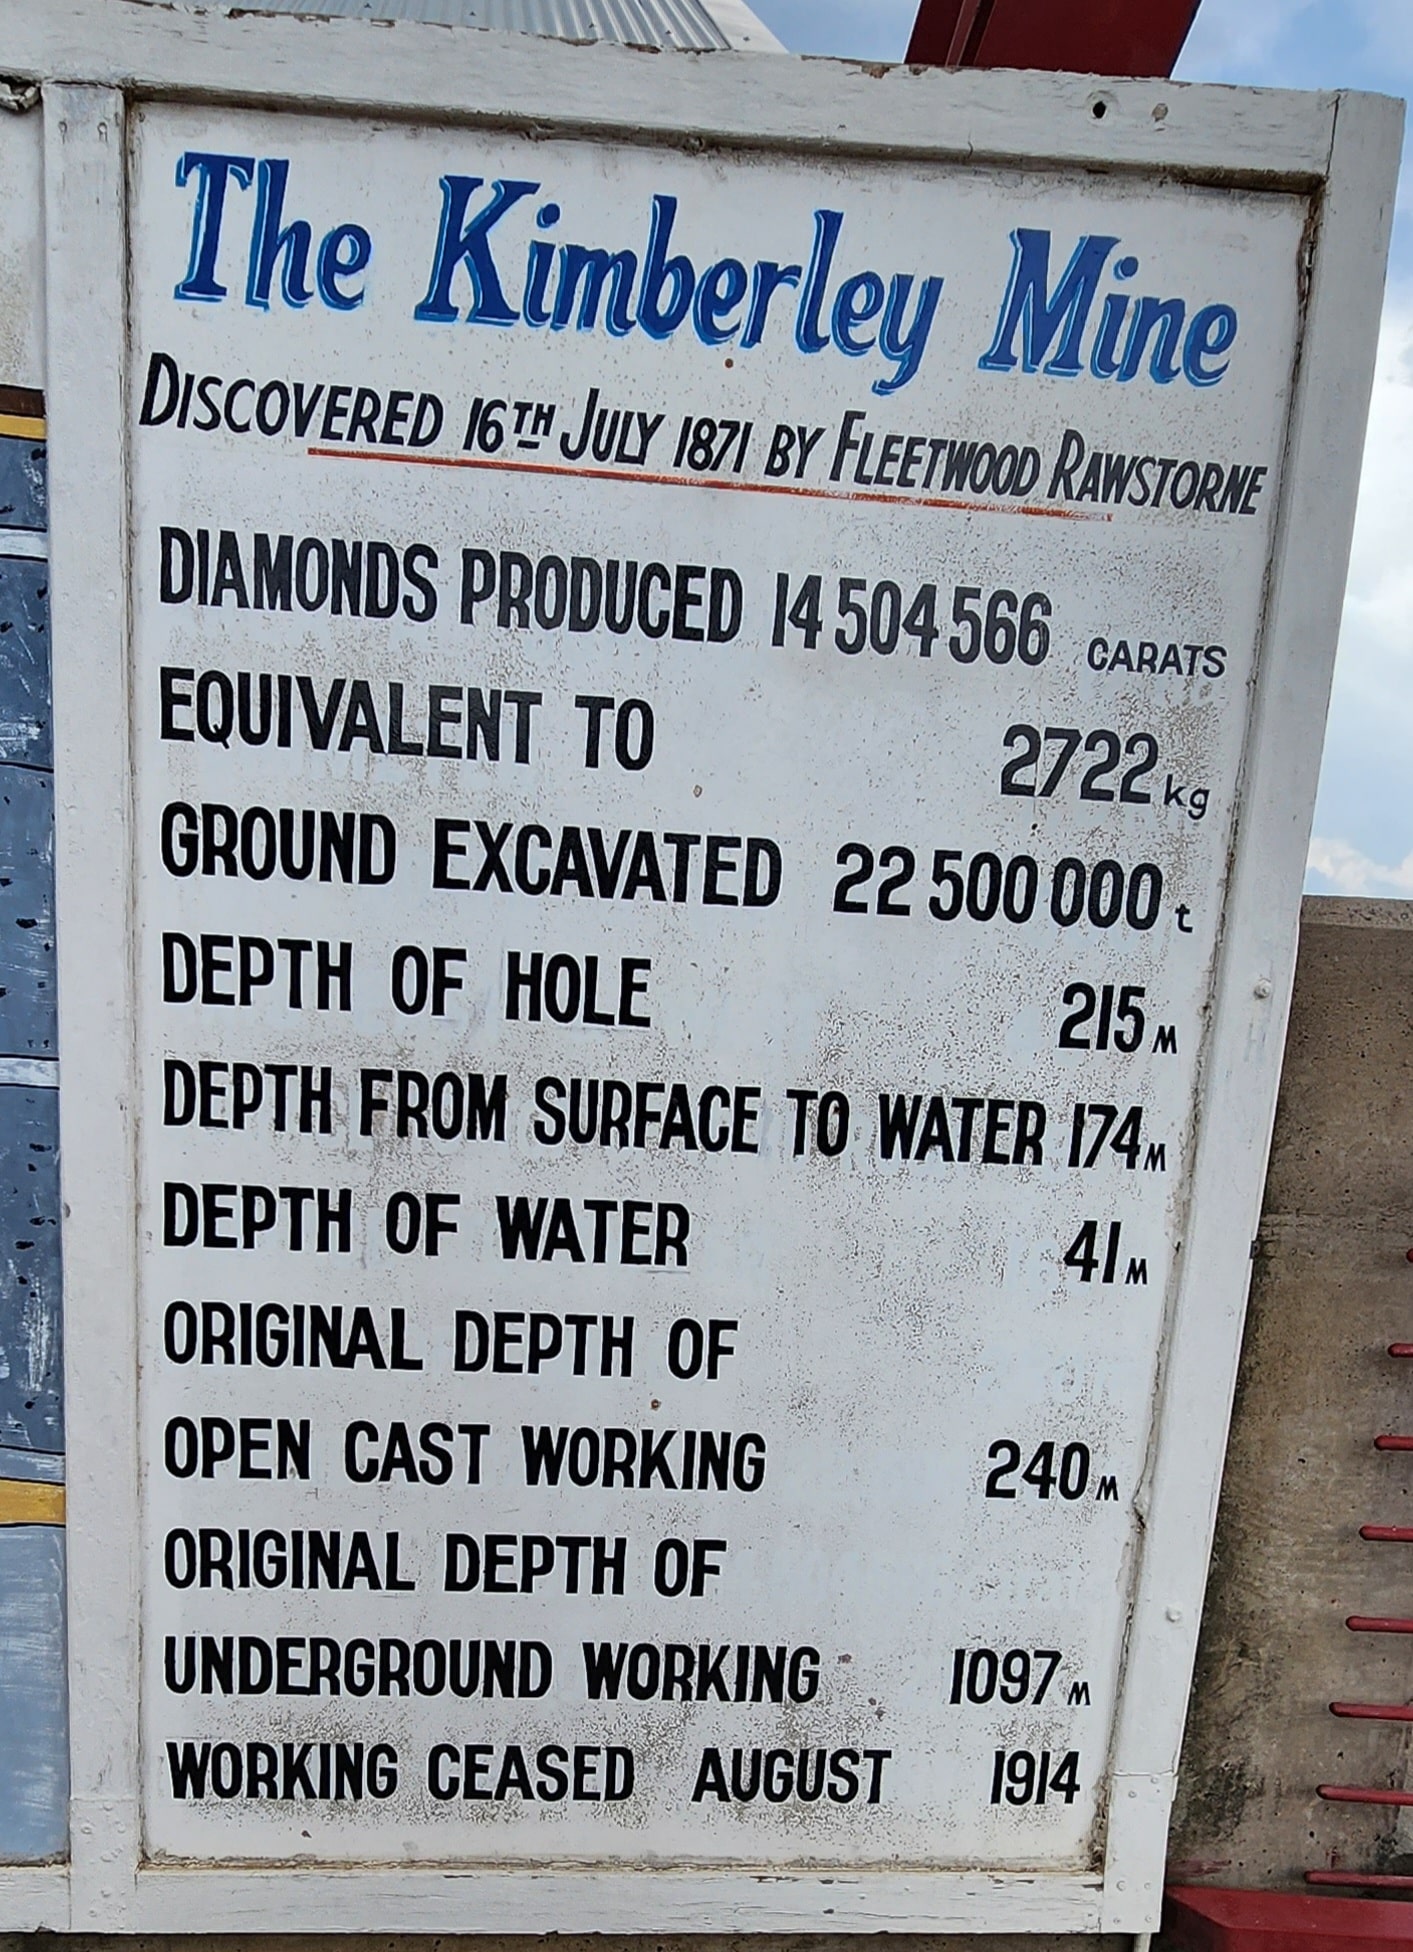 The Kimberley Mine
DISCOVERED 16TH JULY 1871 BY FLEETWOOD RAWSTORNE
DIAMONDS PRODUCED 14 504 566 CARATS
EQUIVALENT TO 2722 kg
GROUND EXCAVATED 22 500 000 t
DEPTH OF HOLE 215 M
DEPTH FROM SURFACE TO WATER 174 M
DEPTH OF WATER 41 M
ORIGINAL DEPTH OF
OPEN CAST WORKING 240 M
ORIGINAL DEPTH OF
UNDERGROUND WORKING 1097 M
WORKING CEASED AUGUST 1914